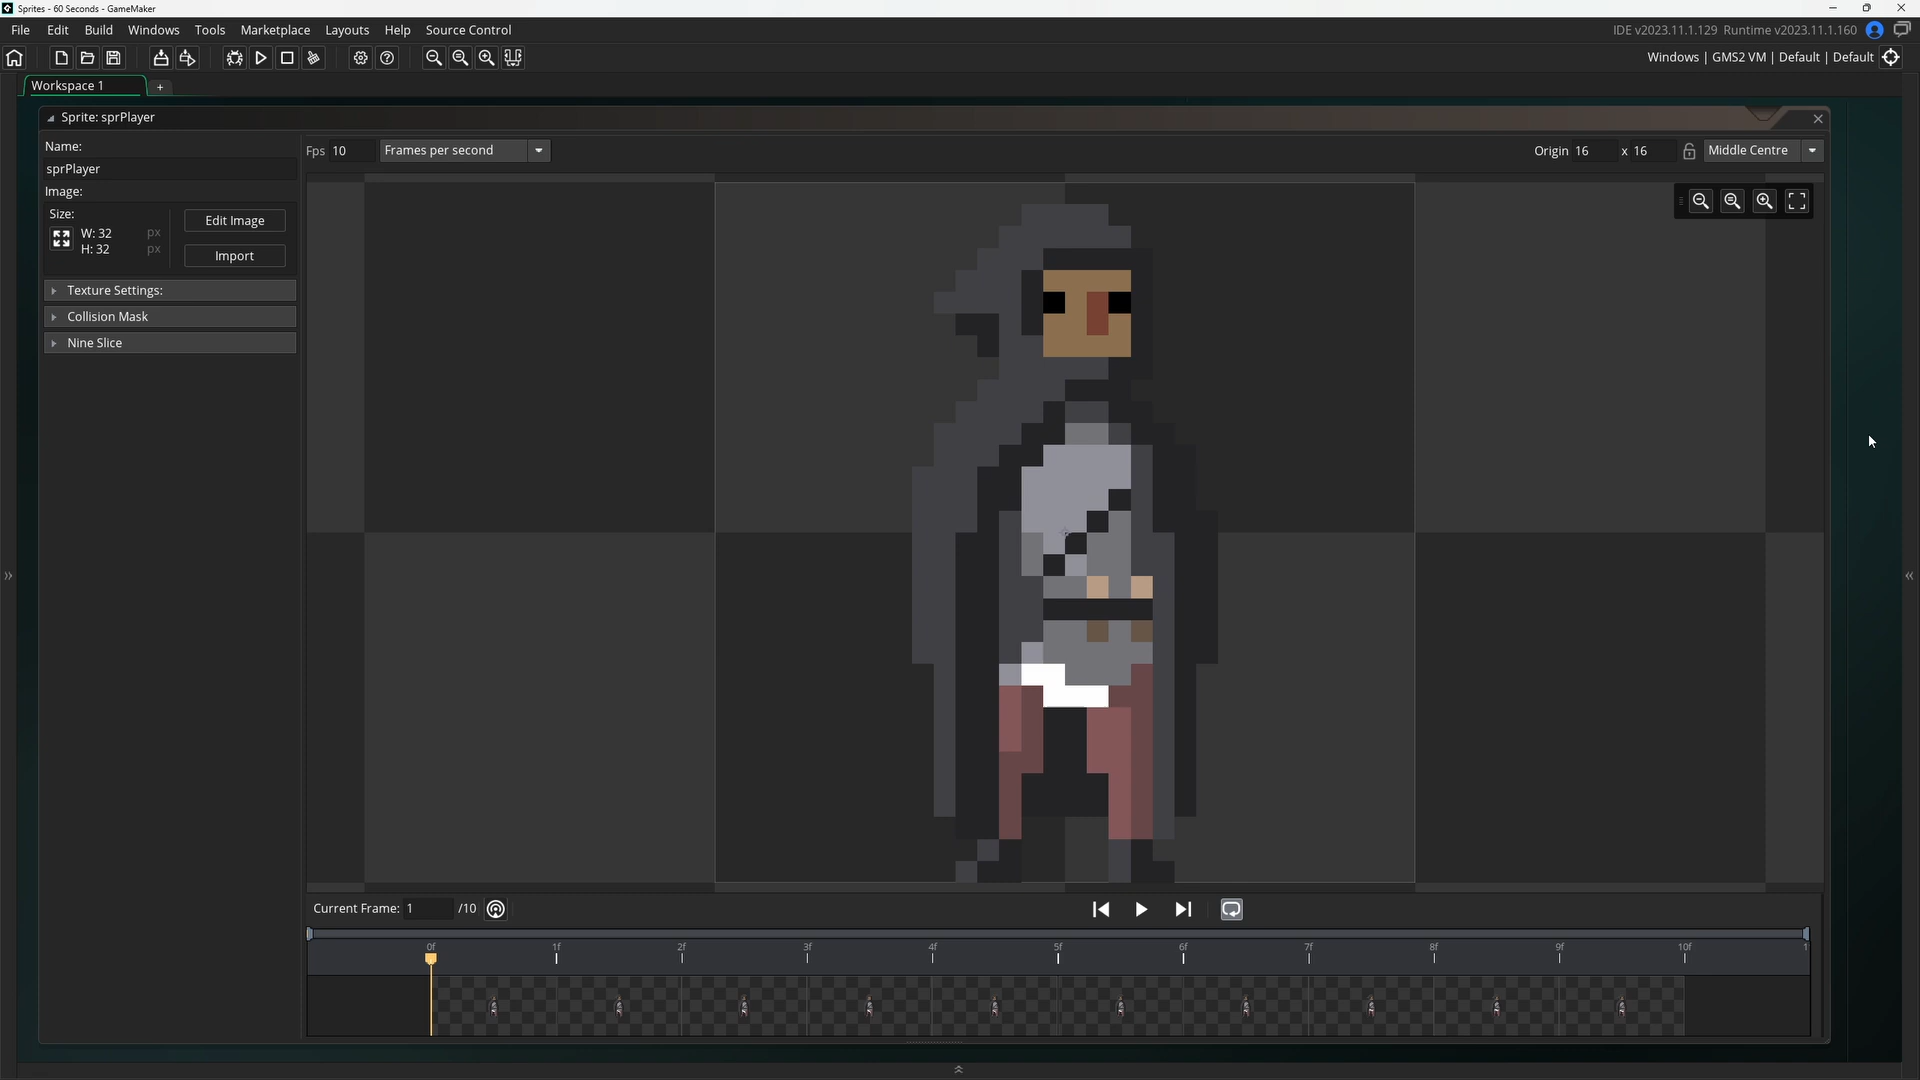 Sprites - 60 Seconds - GameMaker
File Edit Build Windows Tools Marketplace Layouts Help Source Control
IDE v2023.11.1.129 Runtime v2023.11.1.160
Windows | GMS2 VM | Default | Default
Workspace 1 +
Sprite: sprPlayer
Name:
sprPlayer
Image:
Size:
W: 32 px
H: 32 px
Edit Image
Import
Texture Settings:
Collision Mask
Nine Slice
Fps 10 Frames per second
Origin 16 x 16 Middle Centre
Current Frame: 1 /10
0f 1f 2f 3f 4f 5f 6f 7f 8f 9f 10f 1